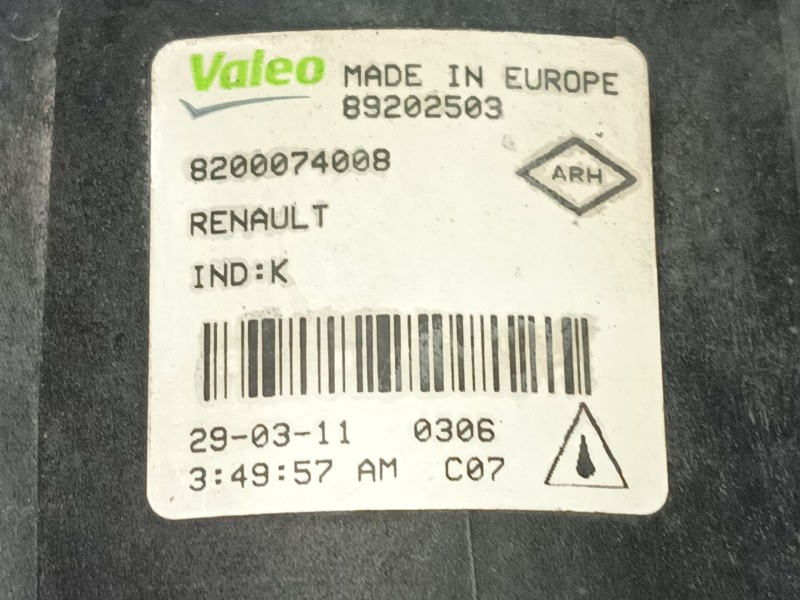 Valeo MADE IN EUROPE
89202503
8200074008
ARH
RENAULT
IND:K
29-03-11 0306
3:49:57 AM C07